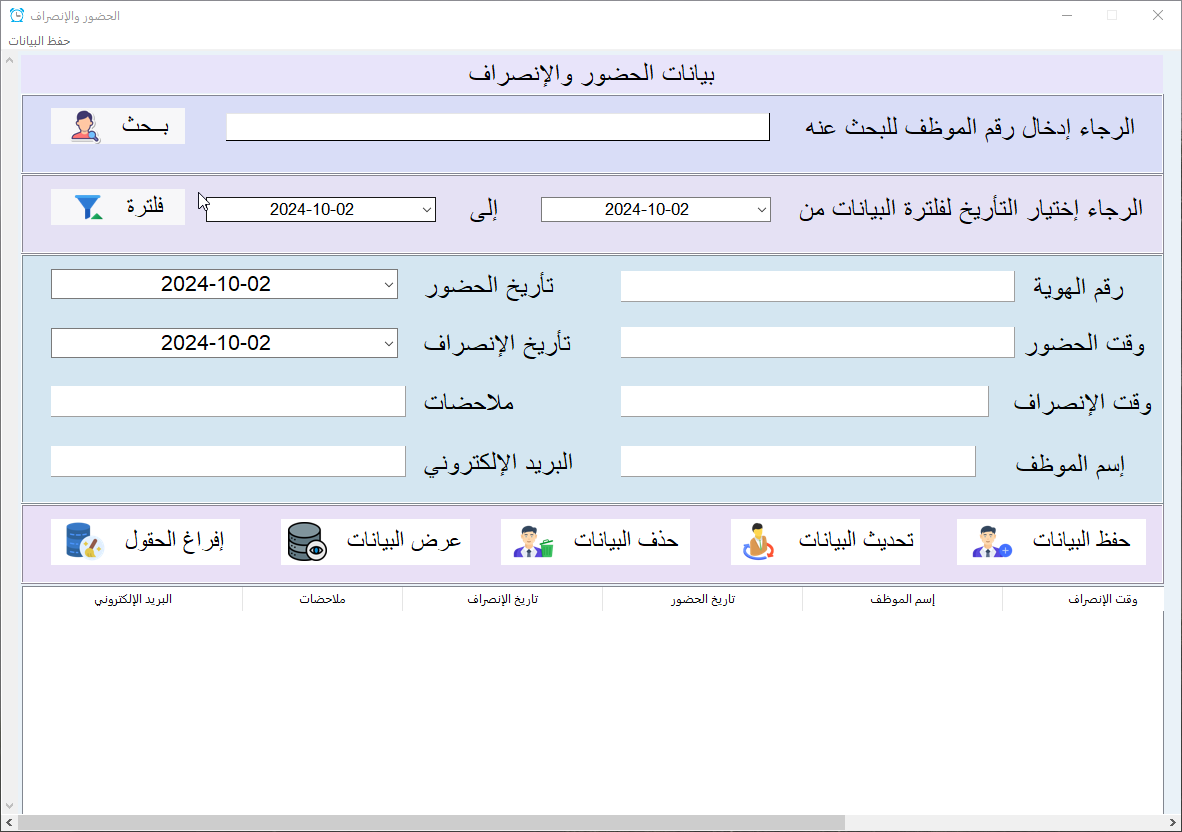 الحضور والإنصراف
حفظ البيانات
بيانات الحضور والإنصراف
الرجاء إدخال رقم الموظف للبحث عنه
بـحـث
الرجاء إختيار التأريخ لفلترة البيانات من
2024-10-02
إلى
2024-10-02
فلترة
رقم الهوية
تأريخ الحضور
2024-10-02
وقت الحضور
تأريخ الإنصراف
2024-10-02
وقت الإنصراف
ملاحضات
إسم الموظف
البريد الإلكتروني
حفظ البيانات
تحديث البيانات
حذف البيانات
عرض البيانات
إفراغ الحقول
وقت الإنصراف
إسم الموظف
تاريخ الحضور
تاريخ الإنصراف
ملاحضات
البريد الإلكتروني